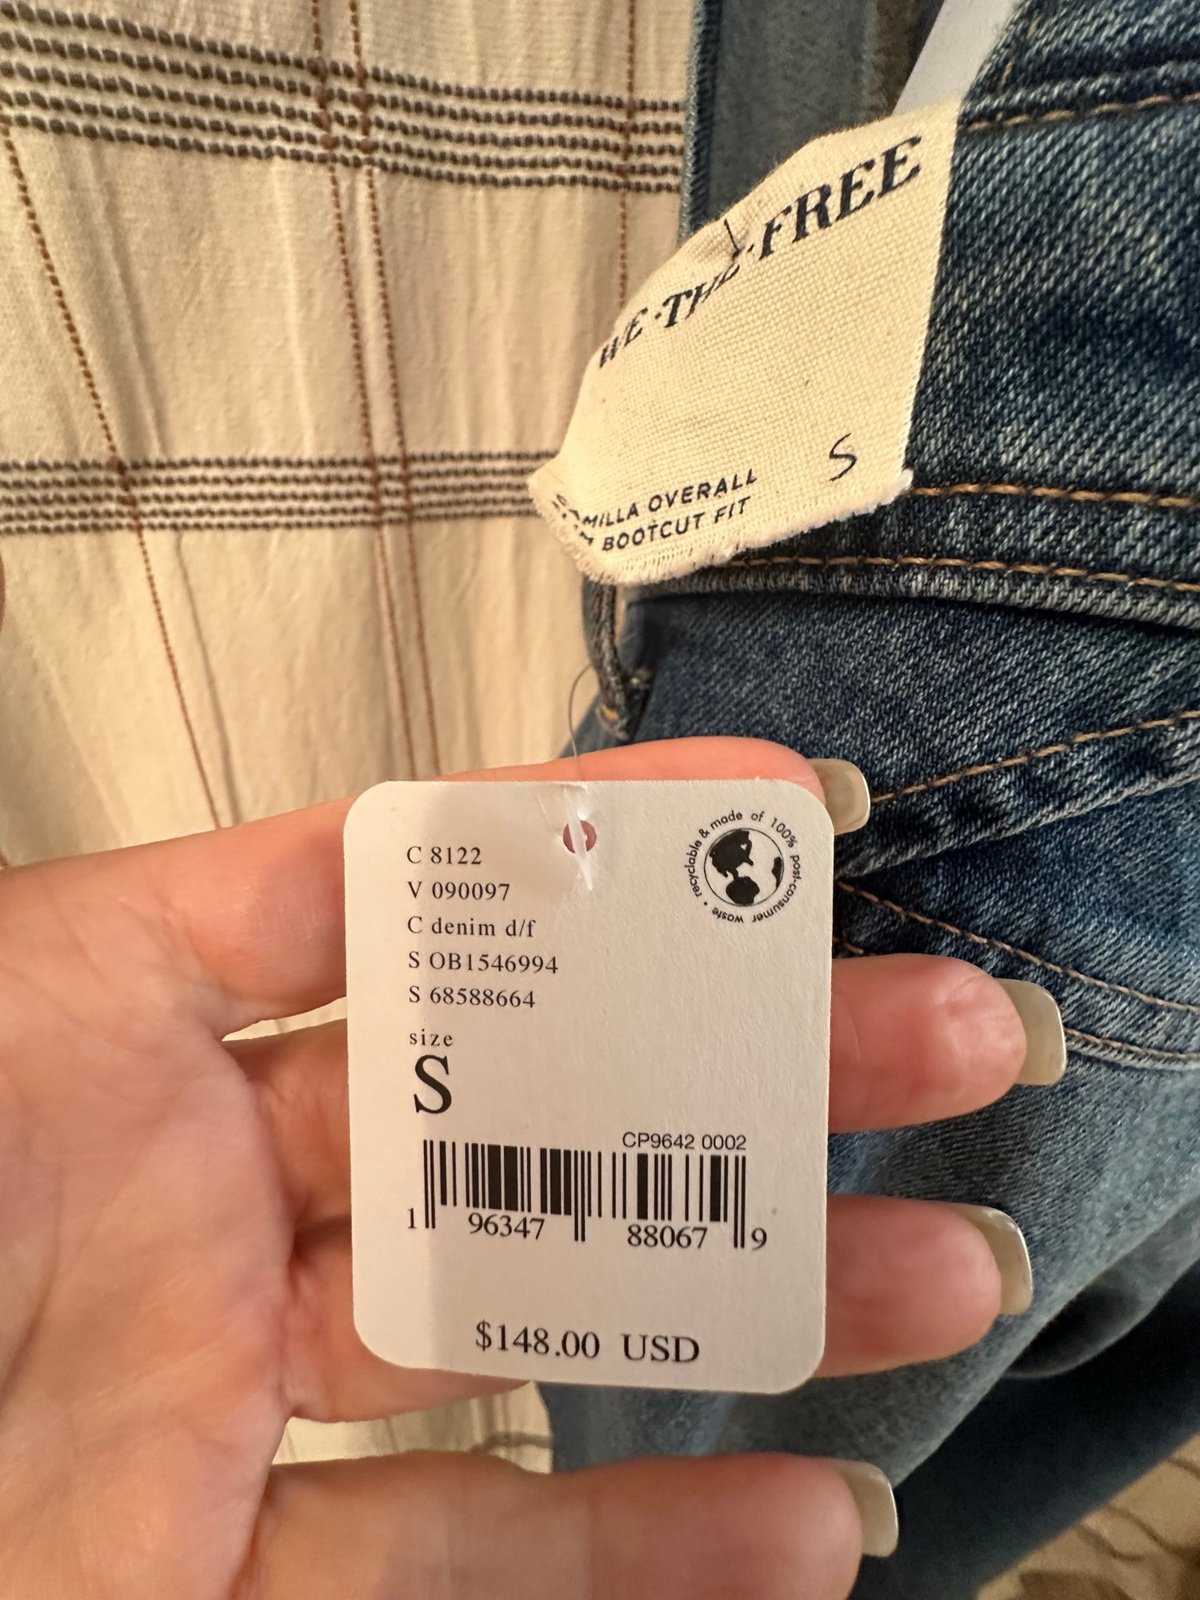 WE·THE·FREE
S
MILLA OVERALL
BOOTCUT FIT
C 8122
V 090097
C denim d/f
S OB1546994
S 68588664
recyclable & made of 100% post-consumer waste •
size
S
CP9642 0002
1 96347 88067 9
$148.00 USD